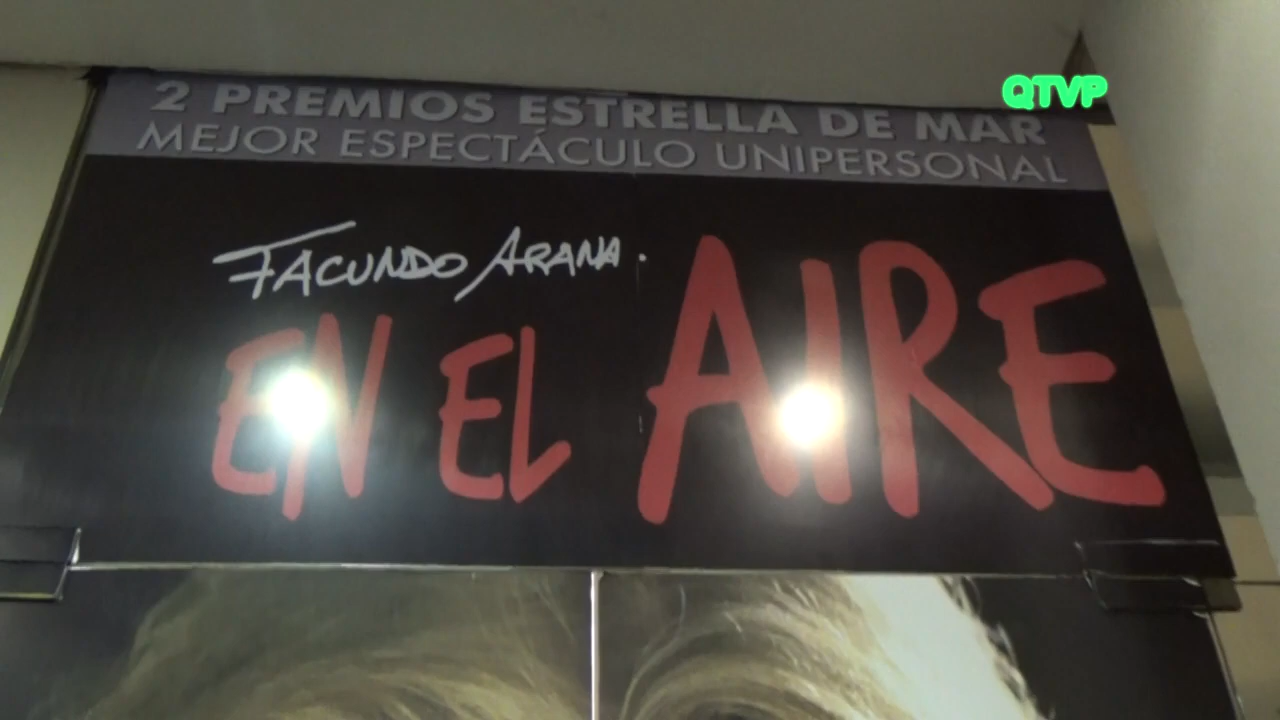 QTVP
2 PREMIOS ESTRELLA DE MAR
MEJOR ESPECTÁCULO UNIPERSONAL
FACUNDO ARANA.
EN EL AIRE